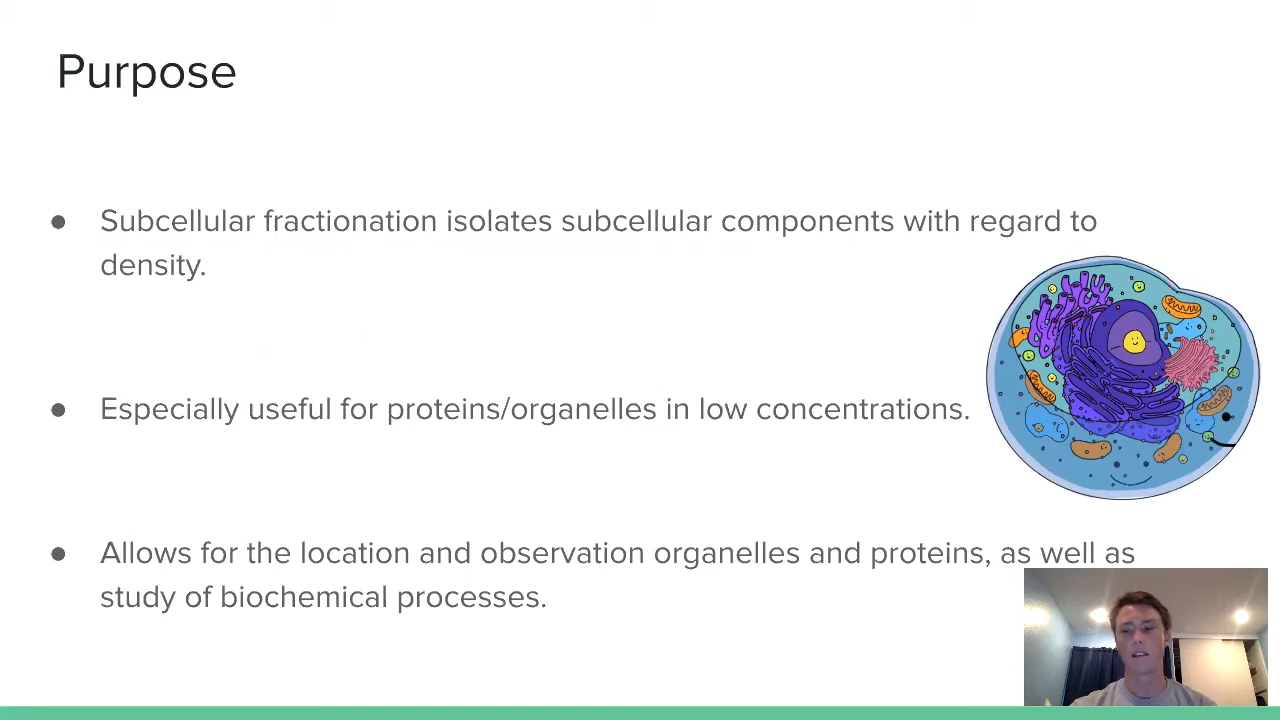 Purpose
● Subcellular fractionation isolates subcellular components with regard to
density.
● Especially useful for proteins/organelles in low concentrations.
● Allows for the location and observation organelles and proteins, as well as
study of biochemical processes.